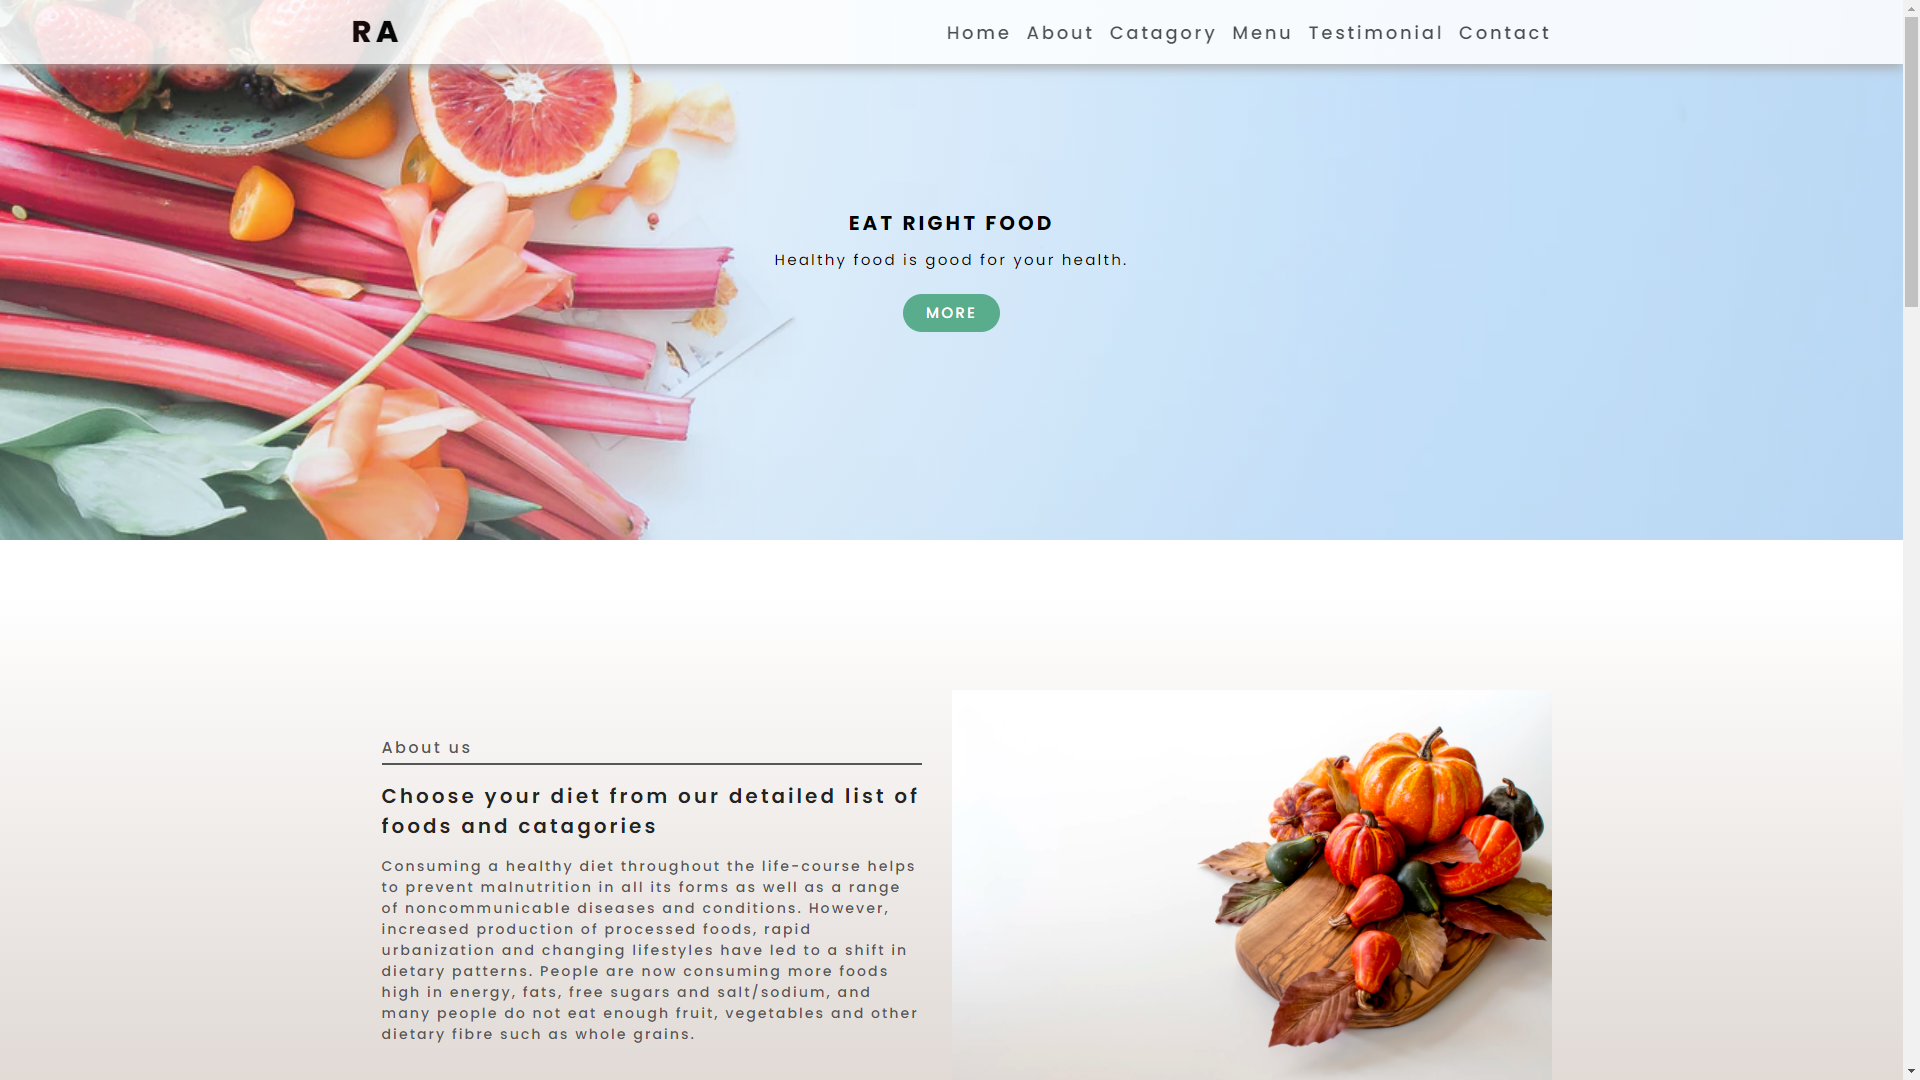 RA
Home About Catagory Menu Testimonial Contact
EAT RIGHT FOOD
Healthy food is good for your health.
MORE
About us
Choose your diet from our detailed list of
foods and catagories
Consuming a healthy diet throughout the life-course helps
to prevent malnutrition in all its forms as well as a range
of noncommunicable diseases and conditions. However,
increased production of processed foods, rapid
urbanization and changing lifestyles have led to a shift in
dietary patterns. People are now consuming more foods
high in energy, fats, free sugars and salt/sodium, and
many people do not eat enough fruit, vegetables and other
dietary fibre such as whole grains.